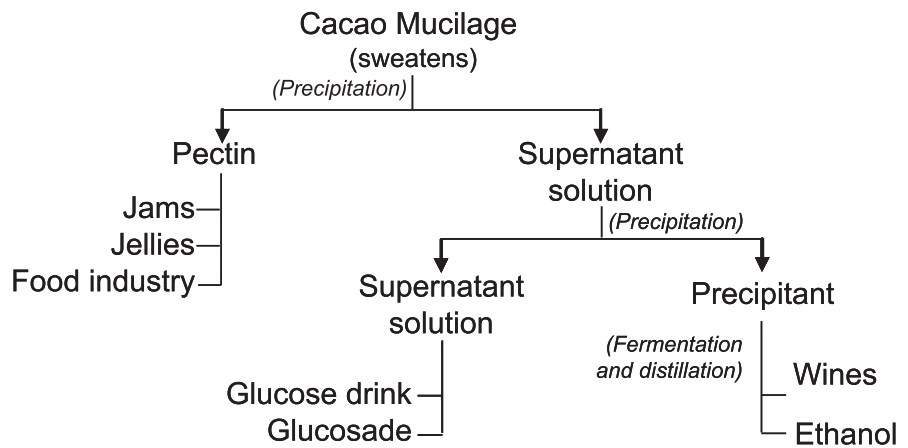 Cacao Mucilage
(sweatens)
(Precipitation)
Pectin
Supernatant
solution
Jams
Jellies
Food industry
(Precipitation)
Supernatant
solution
Precipitant
(Fermentation
and distillation)
Glucose drink
Glucosade
Wines
Ethanol